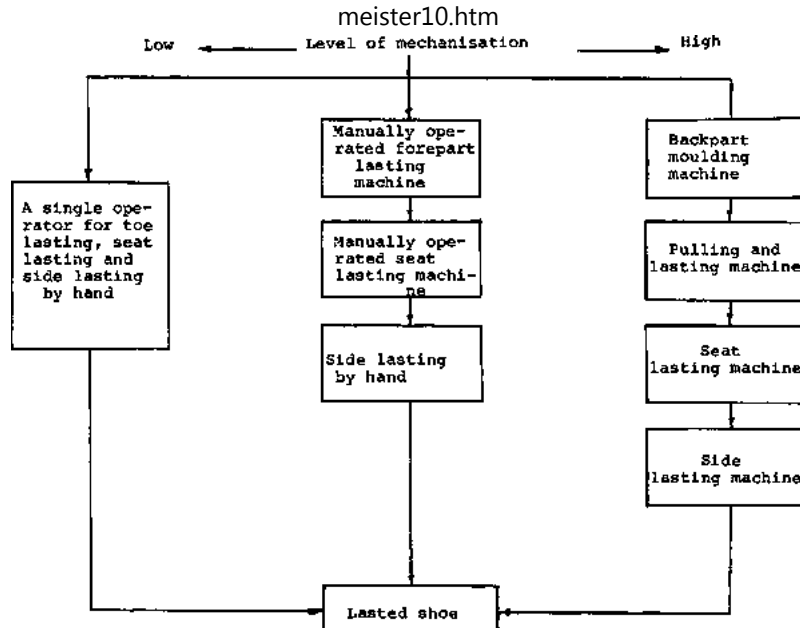 meister10.htm
Low Level of mechanisation High
A single ope-
rator for toe
lasting, seat
lasting and
side lasting
by hand
Manually ope-
rated forepart
lasting
machine
Manually ope-
rated seat
lasting machi-
ne
Side lasting
by hand
Backpart
moulding
machine
Pulling and
lasting machine
Seat
lasting machine
Side
lasting machine
Lasted shoe